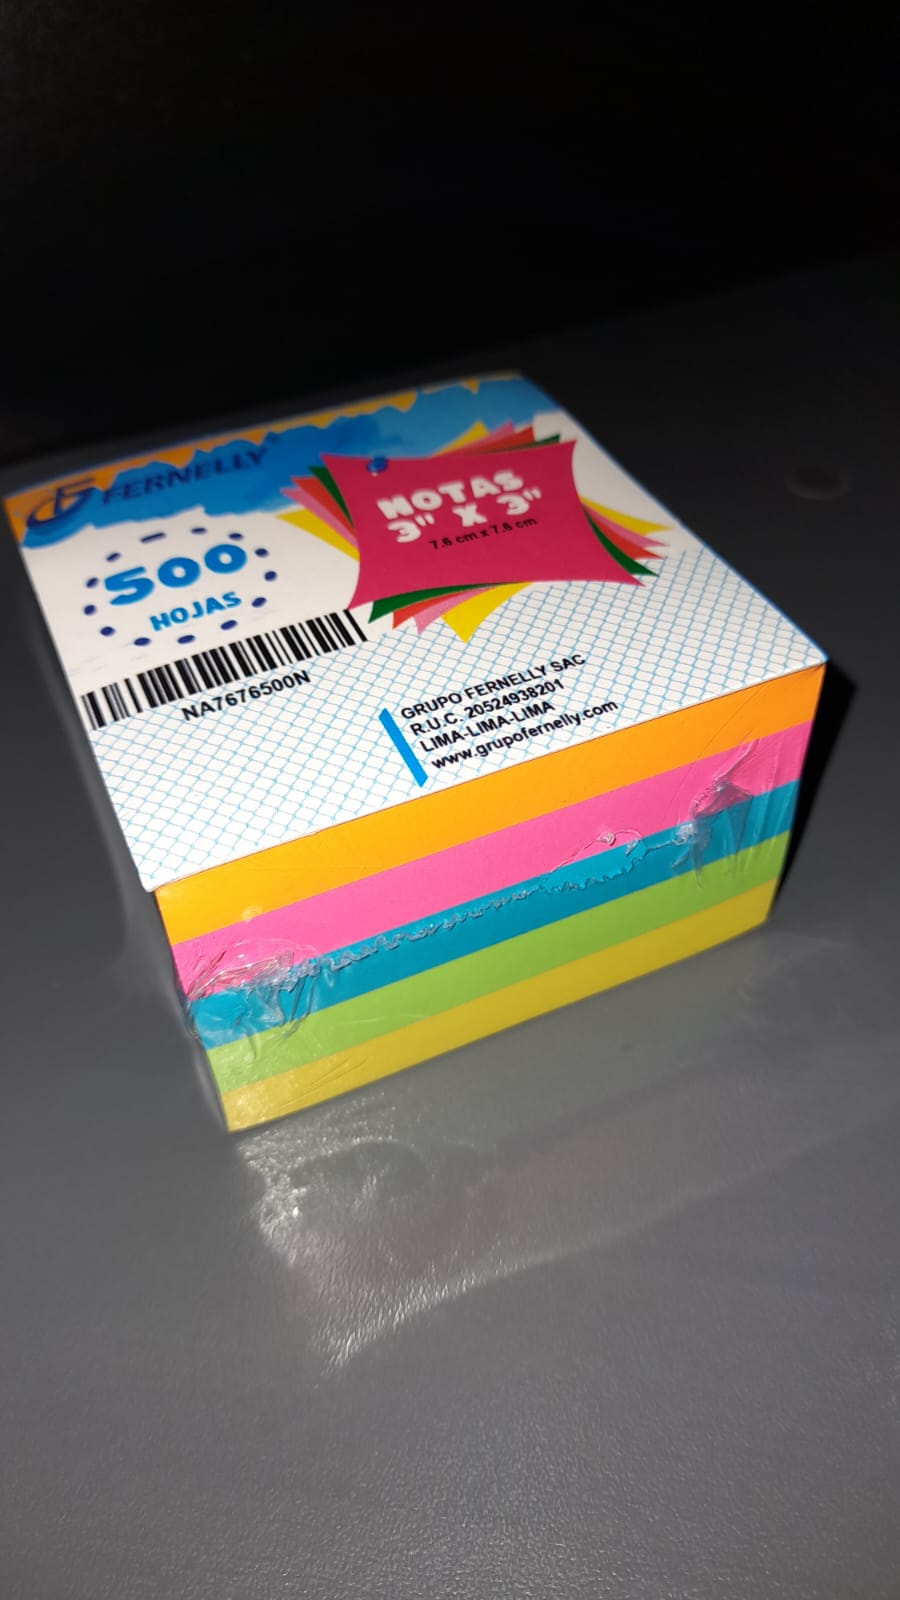 FERNELLY
500
HOJAS
NOTAS
3" X 3"
7.6 cm x 7.6 cm
NA7676500N
GRUPO FERNELLY SAC
R.U.C. 20524938201
LIMA-LIMA-LIMA
www.grupofernelly.com